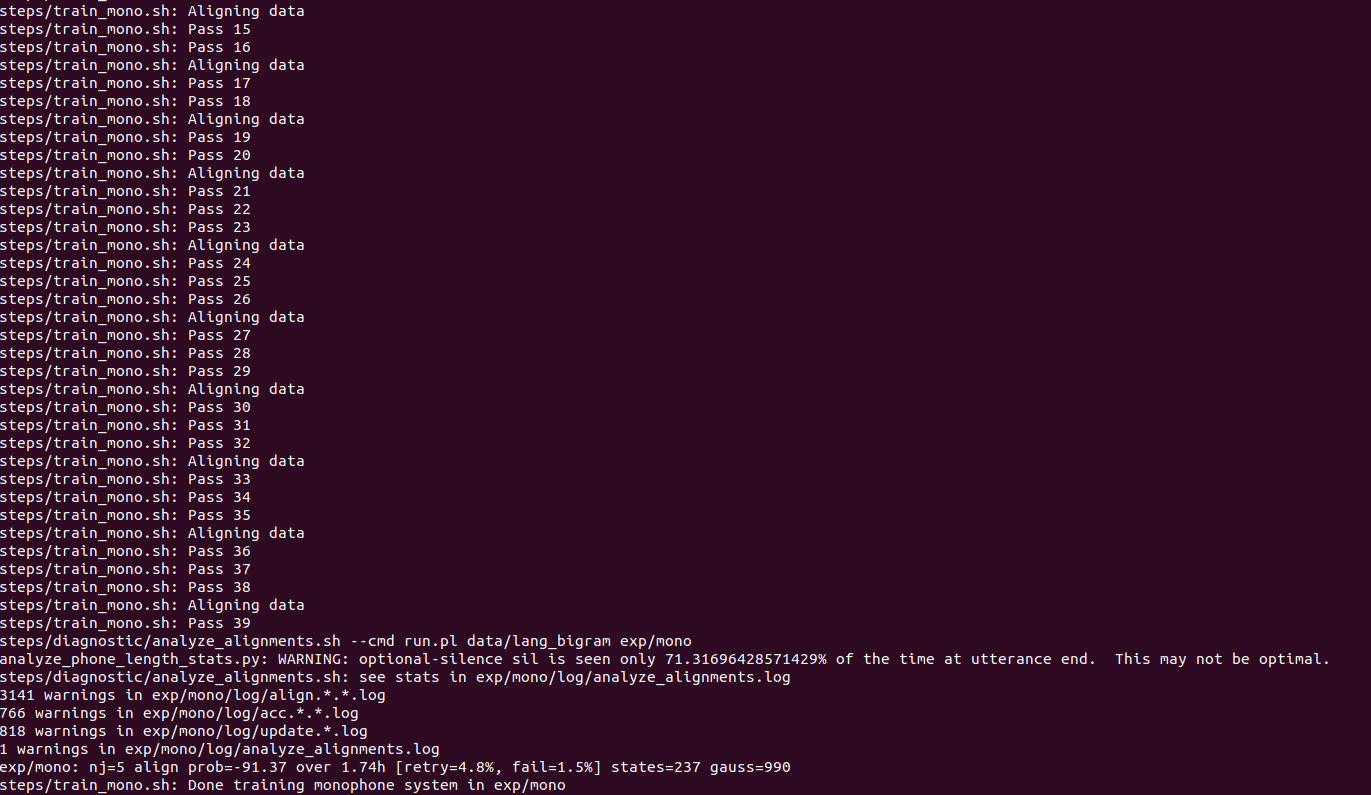 steps/train_mono.sh: Aligning data
steps/train_mono.sh: Pass 15
steps/train_mono.sh: Pass 16
steps/train_mono.sh: Aligning data
steps/train_mono.sh: Pass 17
steps/train_mono.sh: Pass 18
steps/train_mono.sh: Aligning data
steps/train_mono.sh: Pass 19
steps/train_mono.sh: Pass 20
steps/train_mono.sh: Aligning data
steps/train_mono.sh: Pass 21
steps/train_mono.sh: Pass 22
steps/train_mono.sh: Pass 23
steps/train_mono.sh: Aligning data
steps/train_mono.sh: Pass 24
steps/train_mono.sh: Pass 25
steps/train_mono.sh: Pass 26
steps/train_mono.sh: Aligning data
steps/train_mono.sh: Pass 27
steps/train_mono.sh: Pass 28
steps/train_mono.sh: Pass 29
steps/train_mono.sh: Aligning data
steps/train_mono.sh: Pass 30
steps/train_mono.sh: Pass 31
steps/train_mono.sh: Pass 32
steps/train_mono.sh: Aligning data
steps/train_mono.sh: Pass 33
steps/train_mono.sh: Pass 34
steps/train_mono.sh: Pass 35
steps/train_mono.sh: Aligning data
steps/train_mono.sh: Pass 36
steps/train_mono.sh: Pass 37
steps/train_mono.sh: Pass 38
steps/train_mono.sh: Aligning data
steps/train_mono.sh: Pass 39
steps/diagnostic/analyze_alignments.sh --cmd run.pl data/lang_bigram exp/mono
analyze_phone_length_stats.py: WARNING: optional-silence sil is seen only 71.31696428571429% of the time at utterance end.  This may not be optimal.
steps/diagnostic/analyze_alignments.sh: see stats in exp/mono/log/analyze_alignments.log
3141 warnings in exp/mono/log/align.*.*.log
766 warnings in exp/mono/log/acc.*.*.log
818 warnings in exp/mono/log/update.*.log
1 warnings in exp/mono/log/analyze_alignments.log
exp/mono: nj=5 align prob=-91.37 over 1.74h [retry=4.8%, fail=1.5%] states=237 gauss=990
steps/train_mono.sh: Done training monophone system in exp/mono